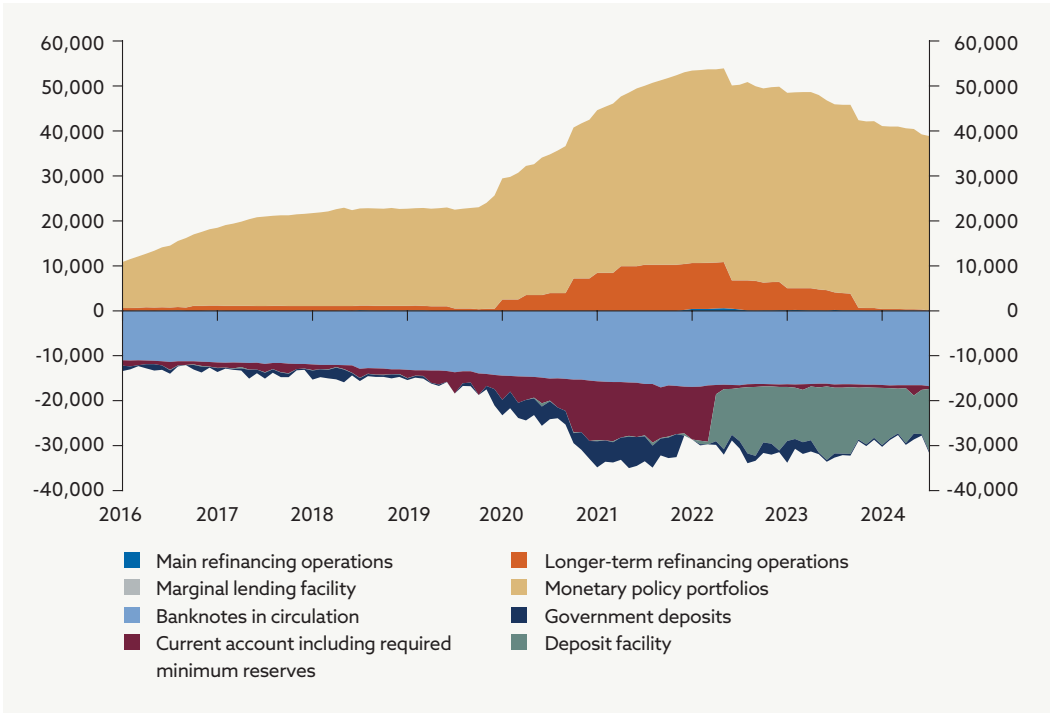 60,000 60,000
50,000 50,000
40,000 40,000
30,000 30,000
20,000 20,000
10,000 10,000
0 0
-10,000 -10,000
-20,000 -20,000
-30,000 -30,000
-40,000 -40,000
2016 2017 2018 2019 2020 2021 2022 2023 2024
Main refinancing operations
Marginal lending facility
Banknotes in circulation
Current account including required
minimum reserves
Longer-term refinancing operations
Monetary policy portfolios
Government deposits
Deposit facility